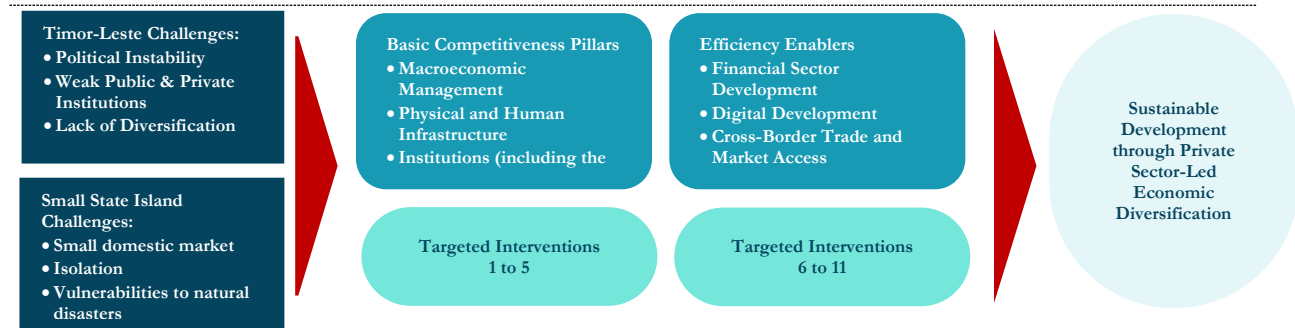 Timor-Leste Challenges:
• Political Instability
• Weak Public & Private
Institutions
• Lack of Diversification
Small State Island
Challenges:
• Small domestic market
• Isolation
• Vulnerabilities to natural
disasters
Basic Competitiveness Pillars
• Macroeconomic
Management
• Physical and Human
Infrastructure
• Institutions (including the
Targeted Interventions
1 to 5
Efficiency Enablers
• Financial Sector
Development
• Digital Development
• Cross-Border Trade and
Market Access
Targeted Interventions
6 to 11
Sustainable
Development
through Private
Sector-Led
Economic
Diversification